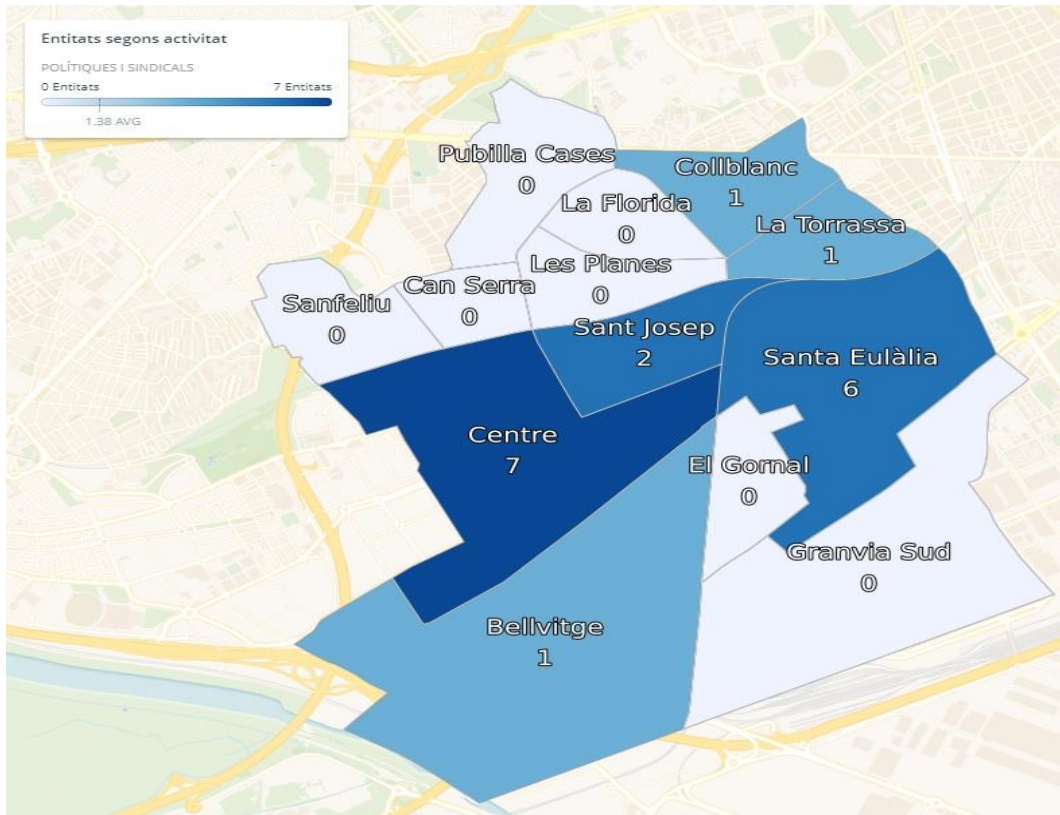 Entitats segons activitat
POLÍTIQUES I SINDICALS
0 Entitats 7 Entitats
1.38 AVG
Pubilla Cases
0
Collblanc
1
La Florida
0
La Torrassa
1
Les Planes
0
Can Serra
0
Sanfeliu
0
Sant Josep
2
Santa Eulàlia
6
Centre
7
El Gornal
0
Granvia Sud
0
Bellvitge
1